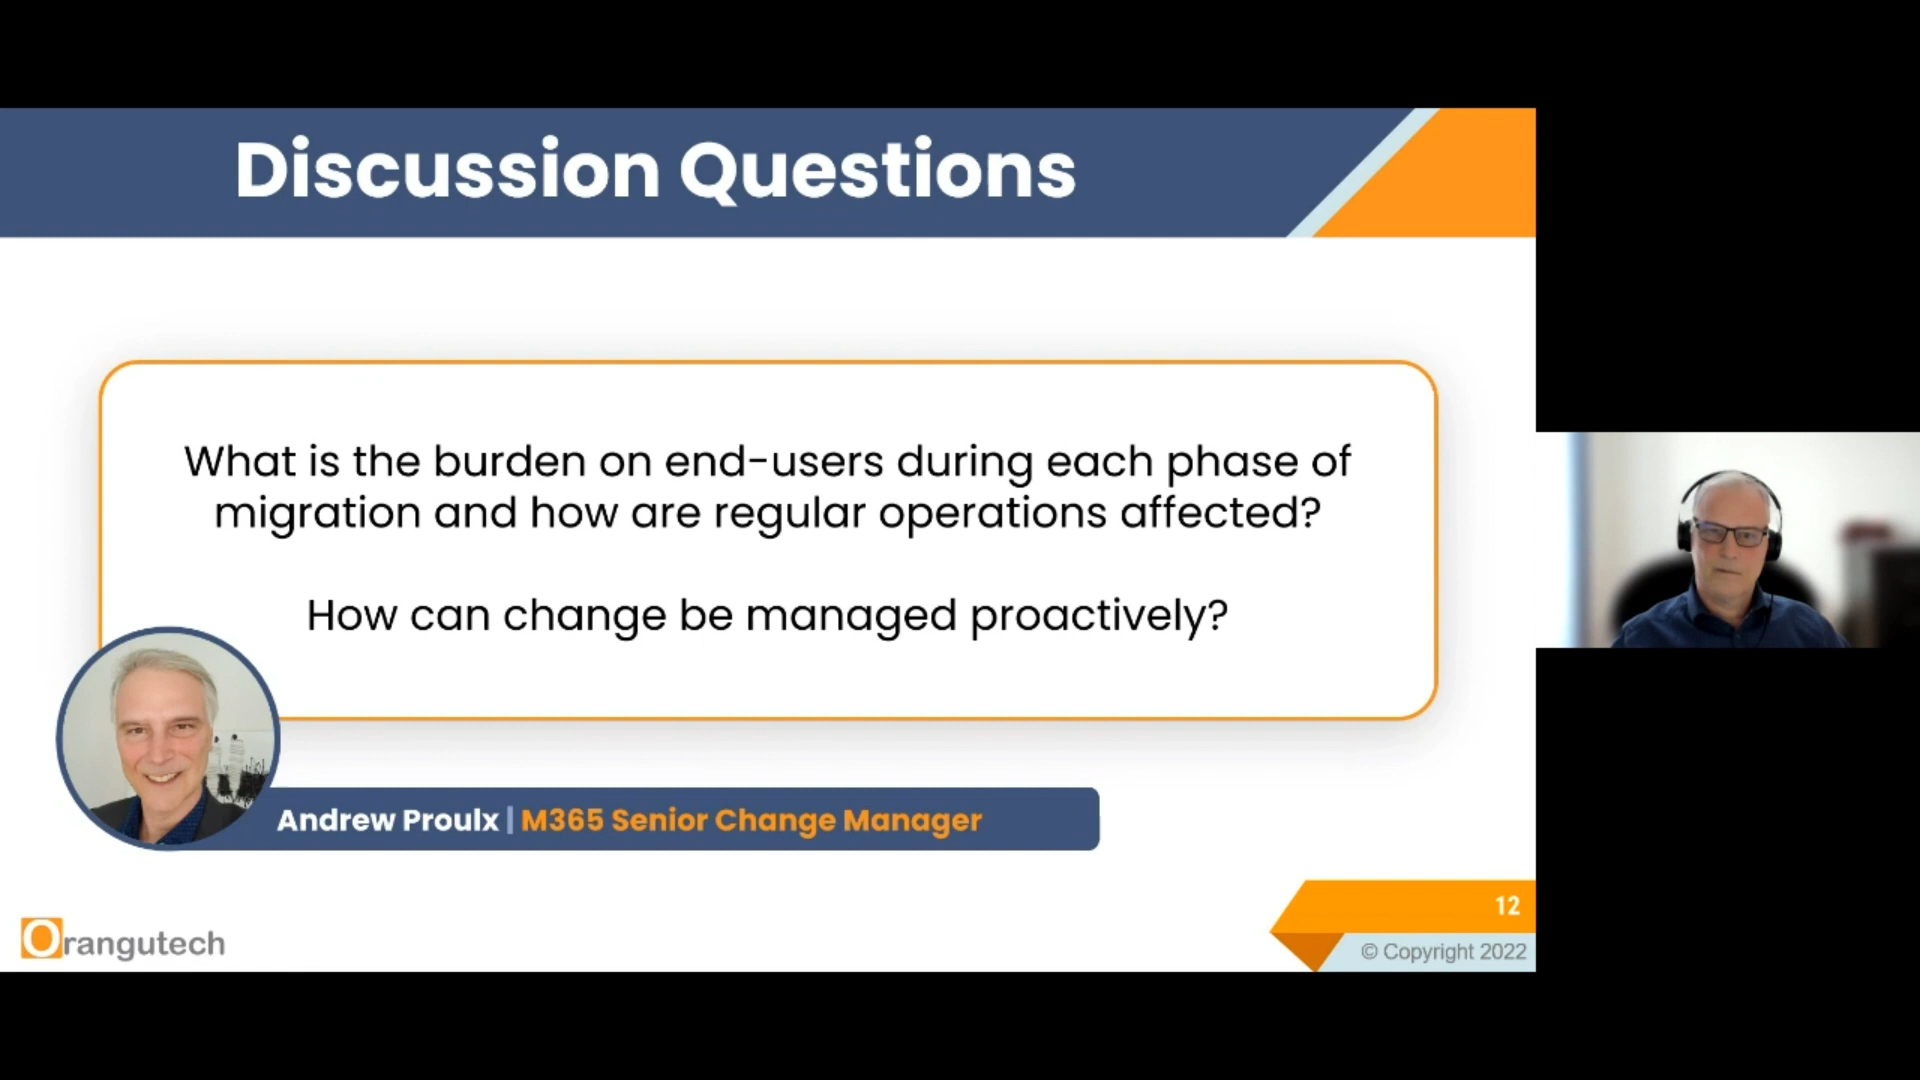 Discussion Questions
What is the burden on end-users during each phase of
migration and how are regular operations affected?
How can change be managed proactively?
Andrew Proulx | M365 Senior Change Manager
12
Orangutech
© Copyright 2022